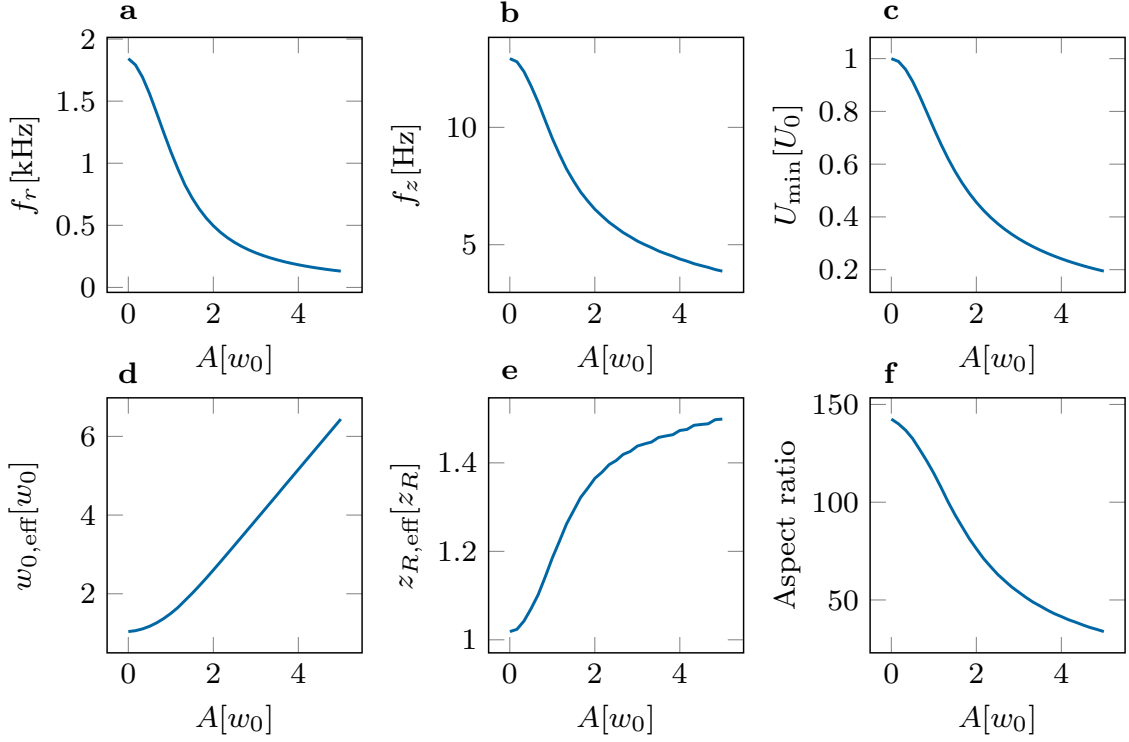 a
f_r[kHz]
2
1.5
1
0.5
0
0 2 4
A[w_0]
b
f_z[Hz]
10
5
0 2 4
A[w_0]
c
U_min[U_0]
1
0.8
0.6
0.4
0.2
0 2 4
A[w_0]
d
w_0,eff[w_0]
6
4
2
0 2 4
A[w_0]
e
z_R,eff[z_R]
1.4
1.2
1
0 2 4
A[w_0]
f
Aspect ratio
150
100
50
0 2 4
A[w_0]